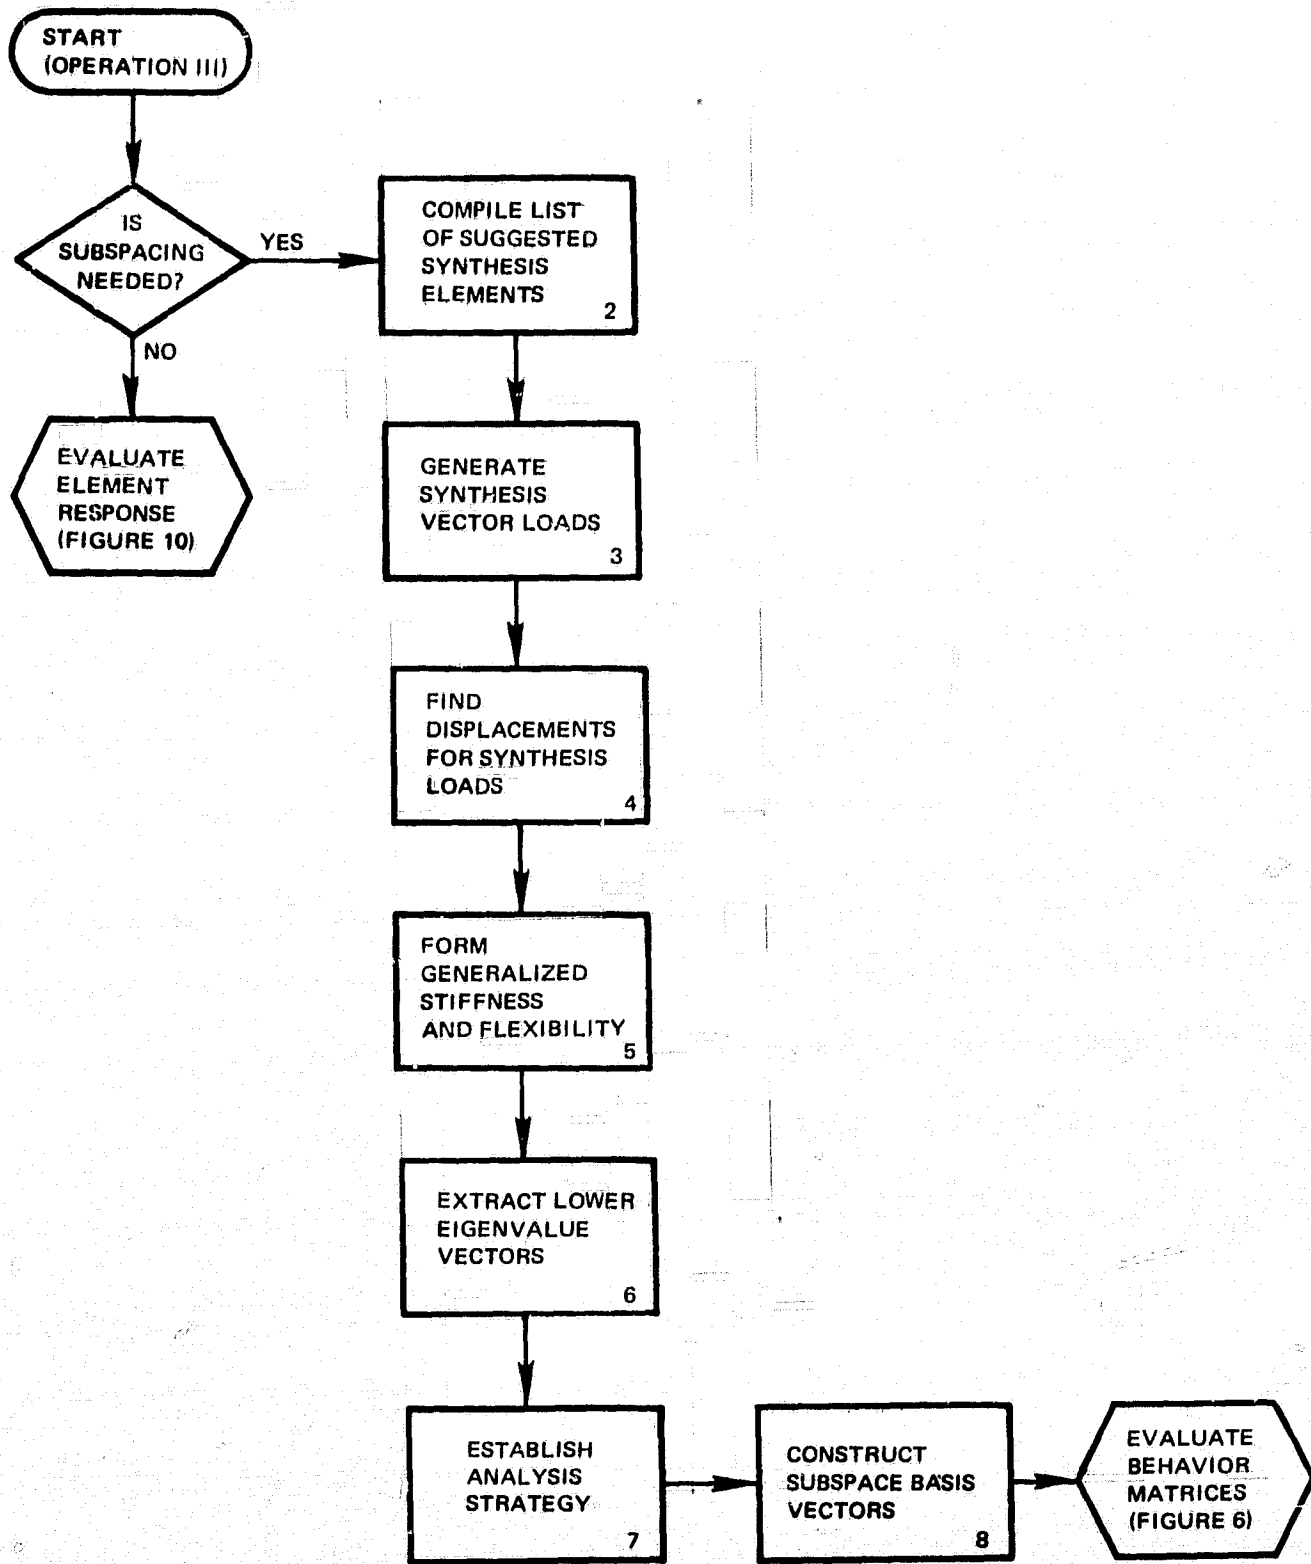 START
(OPERATION III)
IS
SUBSPACING
NEEDED?
YES
NO
EVALUATE
ELEMENT
RESPONSE
(FIGURE 10)
COMPILE LIST
OF SUGGESTED
SYNTHESIS
ELEMENTS
2
GENERATE
SYNTHESIS
VECTOR LOADS
3
FIND
DISPLACEMENTS
FOR SYNTHESIS
LOADS
4
FORM
GENERALIZED
STIFFNESS
AND FLEXIBILITY
5
EXTRACT LOWER
EIGENVALUE
VECTORS
6
ESTABLISH
ANALYSIS
STRATEGY
7
CONSTRUCT
SUBSPACE BASIS
VECTORS
8
EVALUATE
BEHAVIOR
MATRICES
(FIGURE 6)